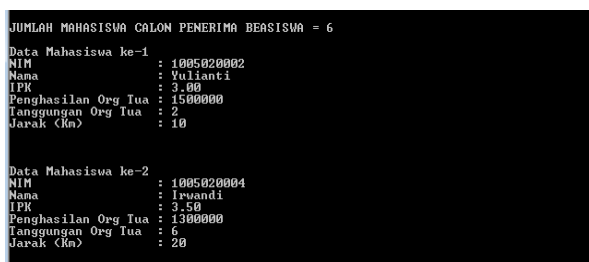 JUMLAH MAHASISWA CALON PENERIMA BEASISWA = 6
Data Mahasiswa ke-1
NIM : 1005020002
Nama : Yulianti
IPK : 3.00
Penghasilan Org Tua : 1500000
Tanggungan Org Tua : 2
Jarak (Km) : 10
Data Mahasiswa ke-2
NIM : 1005020004
Nama : Irwandi
IPK : 3.50
Penghasilan Org Tua : 1300000
Tanggungan Org Tua : 6
Jarak (Km) : 20